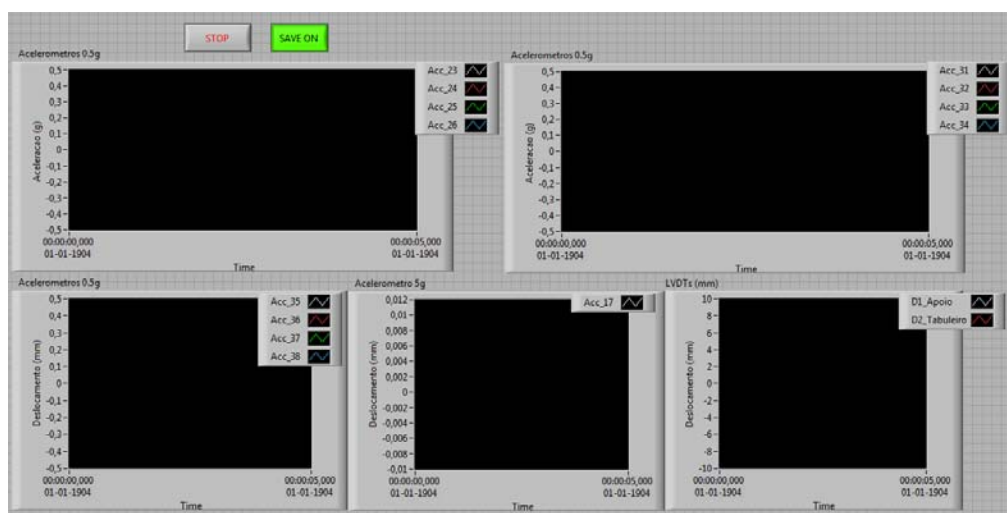 STOP
SAVE ON
Acelerometros 0.5g
Acc_23
Acc_24
Acc_25
Acc_26
Aceleracao (g)
0,5
0,4
0,3
0,2
0,1
0
-0,1
-0,2
-0,3
-0,4
-0,5
00:00:00,000
01-01-1904
00:00:05,000
01-01-1904
Time
Acelerometros 0.5g
Acc_31
Acc_32
Acc_33
Acc_34
Aceleracao (g)
0,5
0,4
0,3
0,2
0,1
0
-0,1
-0,2
-0,3
-0,4
-0,5
00:00:00,000
01-01-1904
00:00:05,000
01-01-1904
Time
Acelerometros 0.5g
Acc_35
Acc_36
Acc_37
Acc_38
Deslocamento (mm)
0,5
0,4
0,3
0,2
0,1
0
-0,1
-0,2
-0,3
-0,4
-0,5
00:00:00,000
01-01-1904
00:00:05,000
01-01-1904
Time
Acelerometro 5g
Acc_17
Deslocamento (mm)
0,012
0,01
0,008
0,006
0,004
0,002
0
-0,002
-0,004
-0,006
-0,008
-0,01
00:00:00,000
01-01-1904
00:00:05,000
01-01-1904
Time
LVDTs (mm)
D1_Apoio
D2_Tabuleiro
Deslocamento (mm)
10
8
6
4
2
0
-2
-4
-6
-8
-10
00:00:00,000
01-01-1904
00:00:05,000
01-01-1904
Time